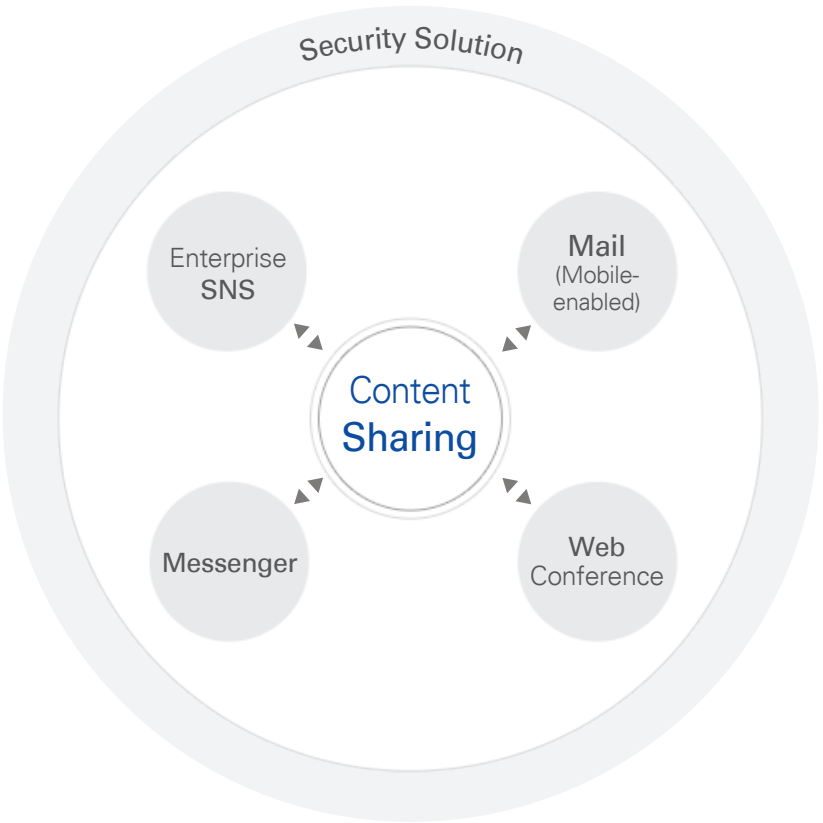 Security Solution
Enterprise
SNS
Mail
(Mobile-
enabled)
Content
Sharing
Messenger
Web
Conference